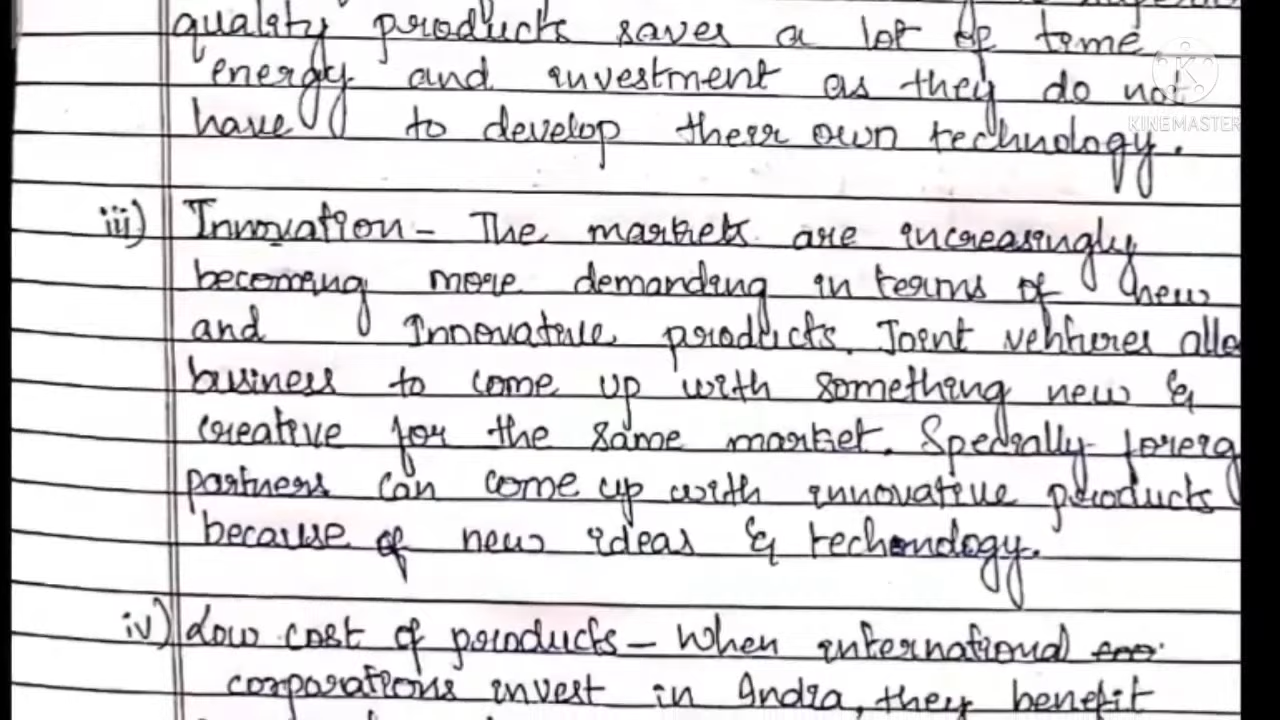 quality products saves a lot of time
energy and investment as they do not
have to develop their own technology.
KINEMASTER
iii) Innovation - The markets are increasingly
becoming more demanding in terms of new
and Innovative products. Joint ventures allo
business to come up with something new &
creative for the same market. Specially foreig
partners can come up with innovative products
because of new ideas & technology.
iv) Low cost of products - When international
corporations invest in India, they benefit